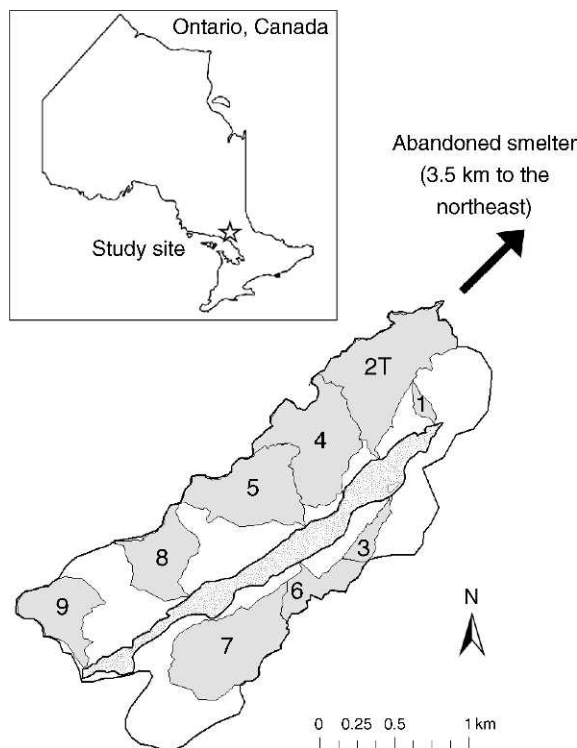 Ontario, Canada
Study site
Abandoned smelter
(3.5 km to the
northeast)
2T
1
4
5
3
8
6
9
7
N
0 0.25 0.5 1 km